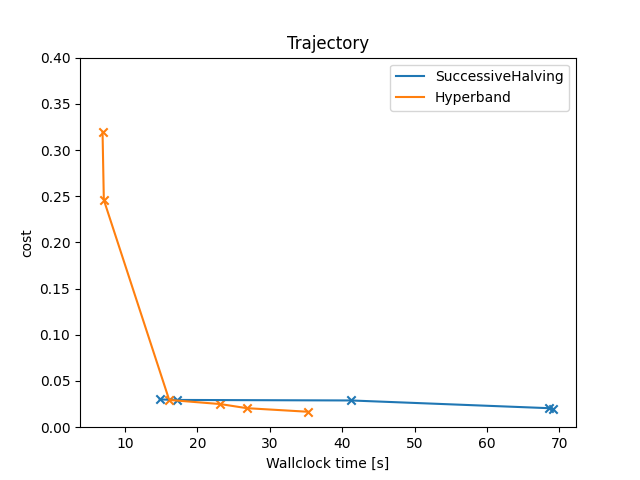 Trajectory
SuccessiveHalving
Hyperband
cost
0.40
0.35
0.30
0.25
0.20
0.15
0.10
0.05
0.00
10 20 30 40 50 60 70
Wallclock time [s]